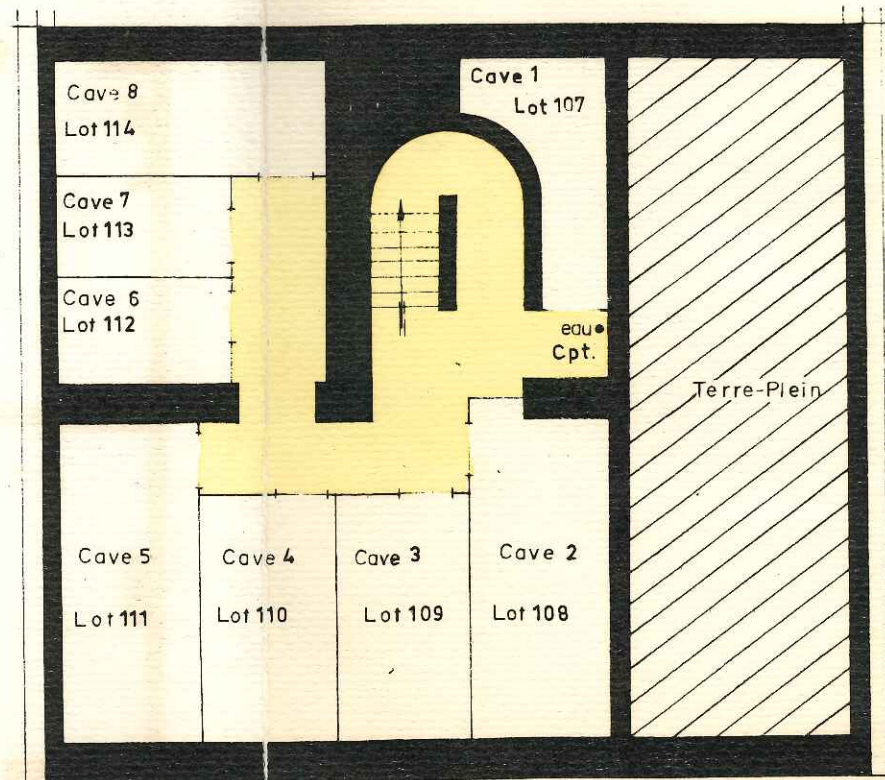 Cave 1
Lot 107
Cave 8
Lot 114
Cave 7
Lot 113
Cave 6
Lot 112
eau
Cpt.
Terre-Plein
Cave 5
Lot 111
Cave 4
Lot 110
Cave 3
Lot 109
Cave 2
Lot 108